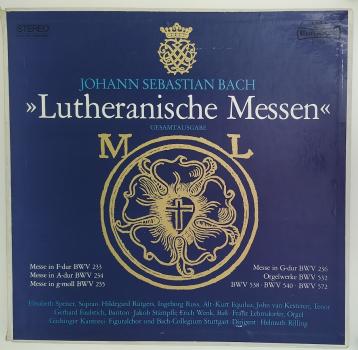 STEREO
JOHANN SEBASTIAN BACH
»Lutheranische Messen«
GESAMTAUSGABE
M L
Messe in F-dur BWV 233
Messe in A-dur BWV 234
Messe in g-moll BWV 235
Messe in G-dur BWV 236
Orgelwerke BWV 532
BWV 538 · BWV 540 · BWV 572
Elisabeth Speiser, Sopran · Hildegard Rütgers, Ingeborg Russ, Alt · Kurt Equiluz, John van Kesteren, Tenor
Gerhard Faulstich, Bariton · Jakob Stämpfli, Erich Wenk, Baß · Franz Lehrndorfer, Orgel
Gächinger Kantorei · Figuralchor und Bach-Collegium Stuttgart · Dirigent: Helmuth Rilling